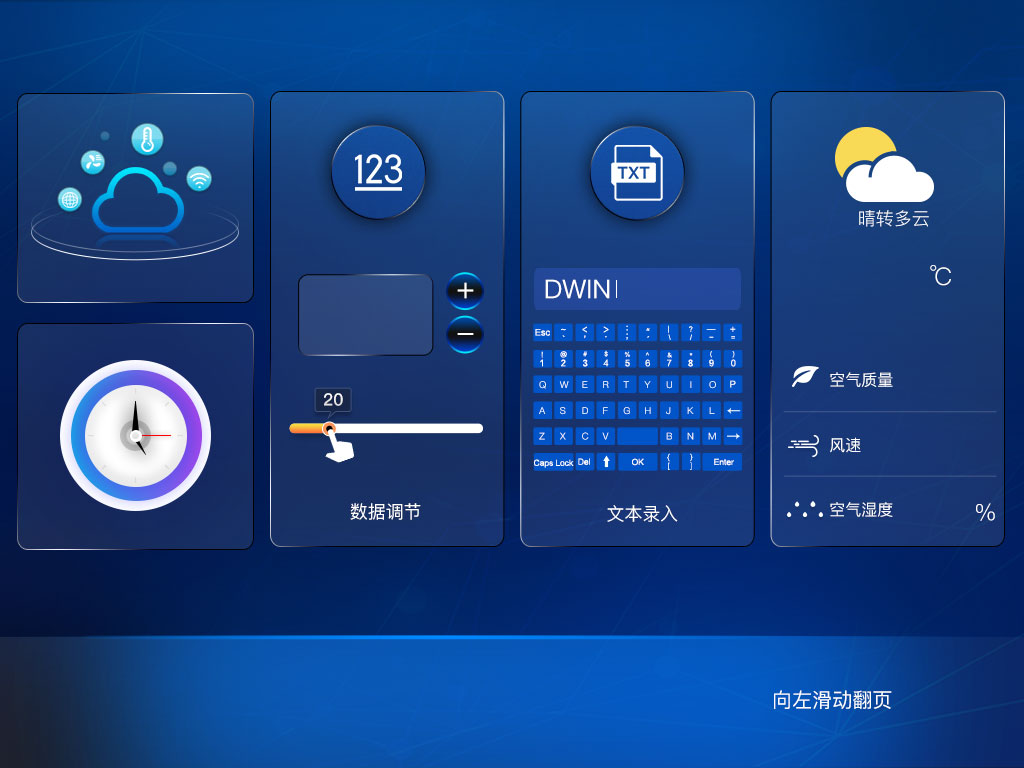 123
20
数据调节
TXT
DWIN
Esc ~ ` < , > . : ; " ' | \ ? / — - + =
! 1 @ 2 # 3 $ 4 % 5 ^ 6 & 7 * 8 ( 9 ) 0
Q W E R T Y U I O P
A S D F G H J K L ←
Z X C V B N M →
Caps Lock Del ↑ OK { [ } ] Enter
文本录入
晴转多云
℃
空气质量
风速
空气湿度 %
向左滑动翻页